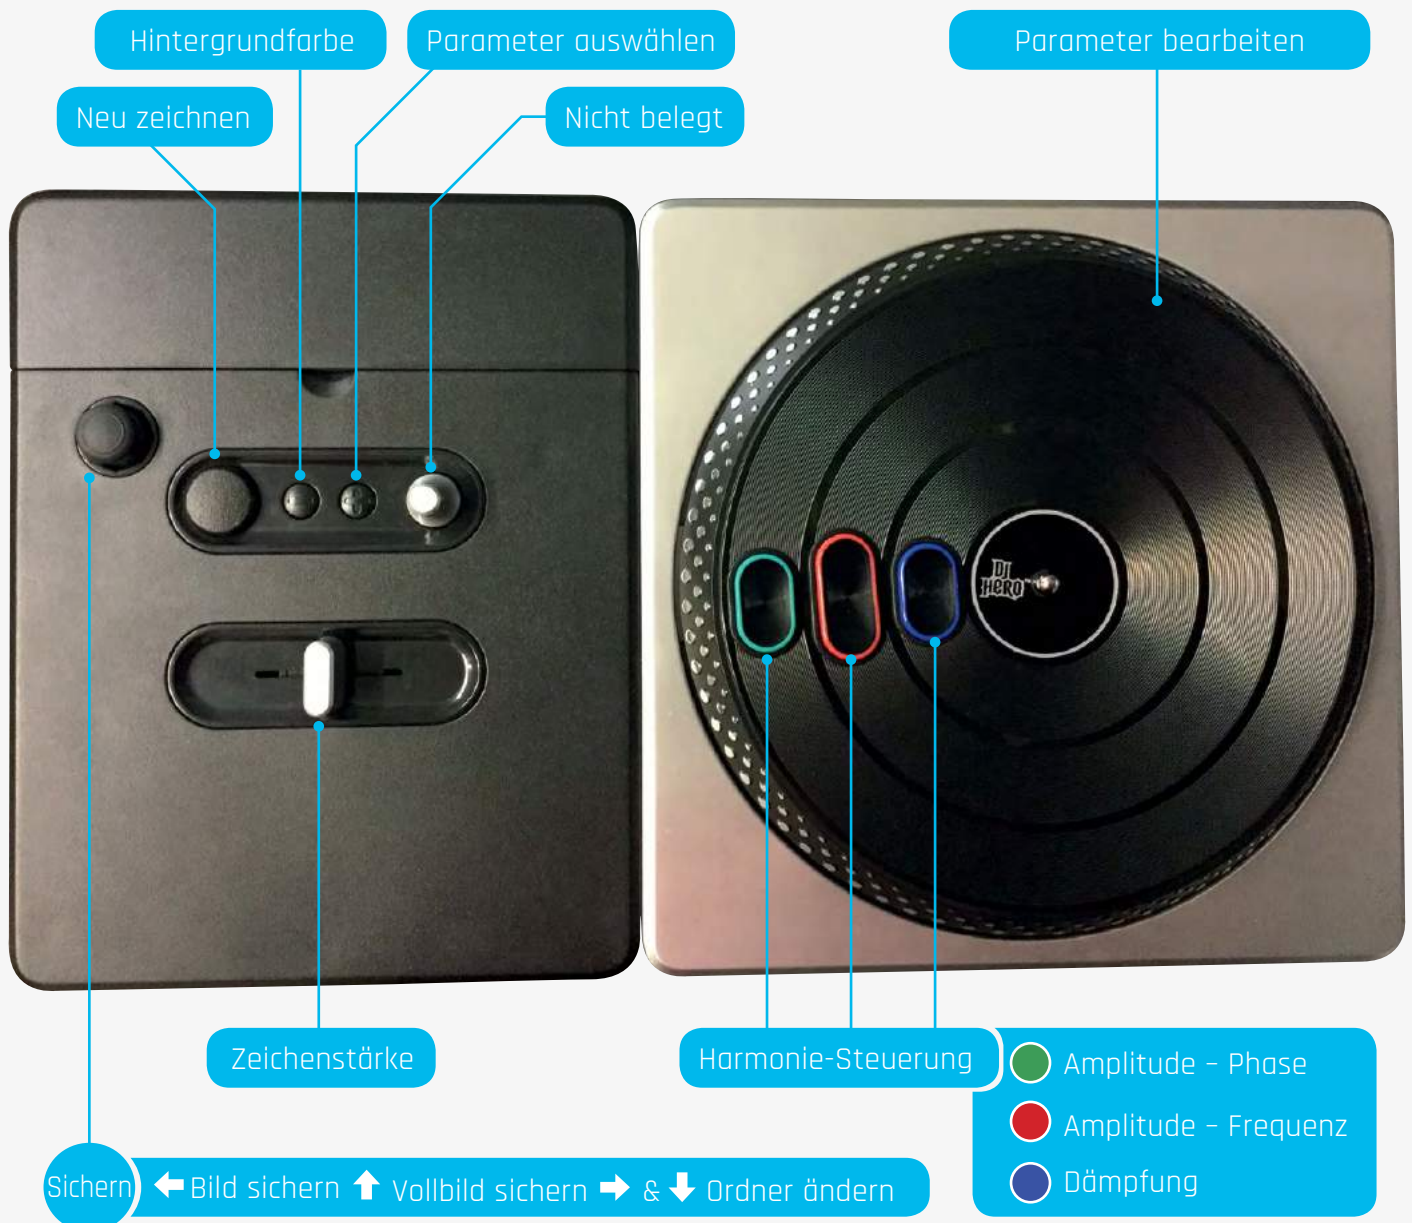 Hintergrundfarbe
Parameter auswählen
Parameter bearbeiten
Neu zeichnen
Nicht belegt
DJ
HERO
Zeichenstärke
Harmonie-Steuerung
Amplitude – Phase
Amplitude – Frequenz
Dämpfung
Sichern
Bild sichern
Vollbild sichern
& 
Ordner ändern